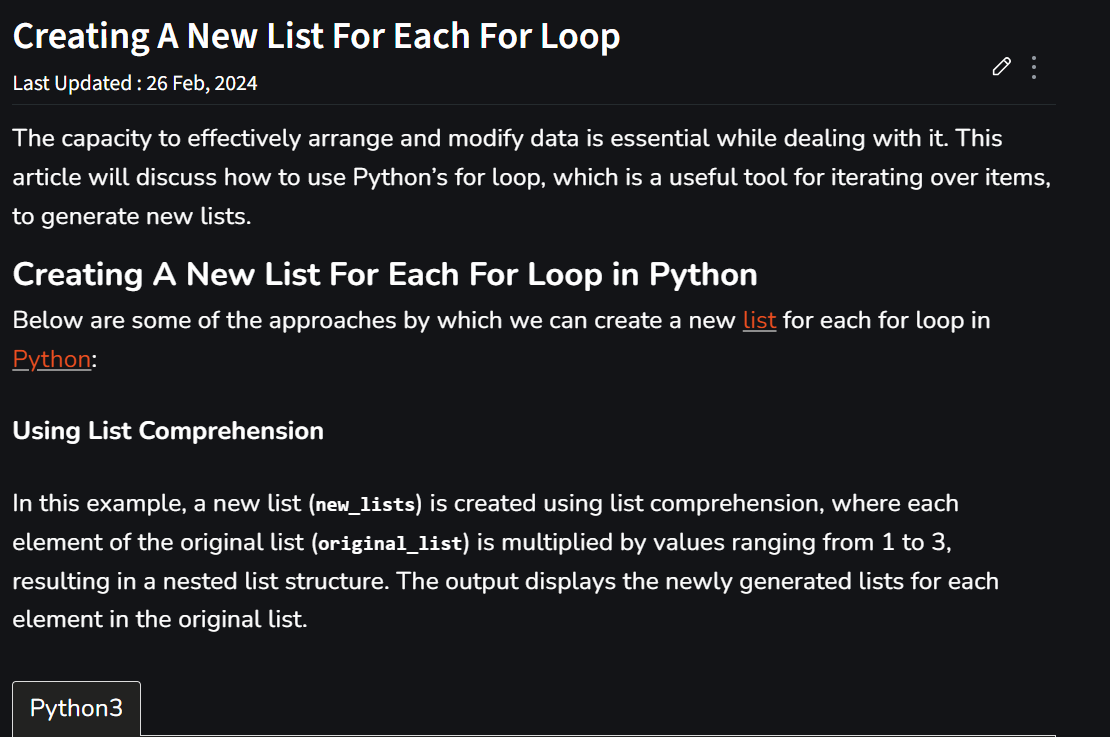 Creating A New List For Each For Loop
Last Updated : 26 Feb, 2024
The capacity to effectively arrange and modify data is essential while dealing with it. This
article will discuss how to use Python’s for loop, which is a useful tool for iterating over items,
to generate new lists.
Creating A New List For Each For Loop in Python
Below are some of the approaches by which we can create a new list for each for loop in
Python:
Using List Comprehension
In this example, a new list (new_lists) is created using list comprehension, where each
element of the original list (original_list) is multiplied by values ranging from 1 to 3,
resulting in a nested list structure. The output displays the newly generated lists for each
element in the original list.
Python3